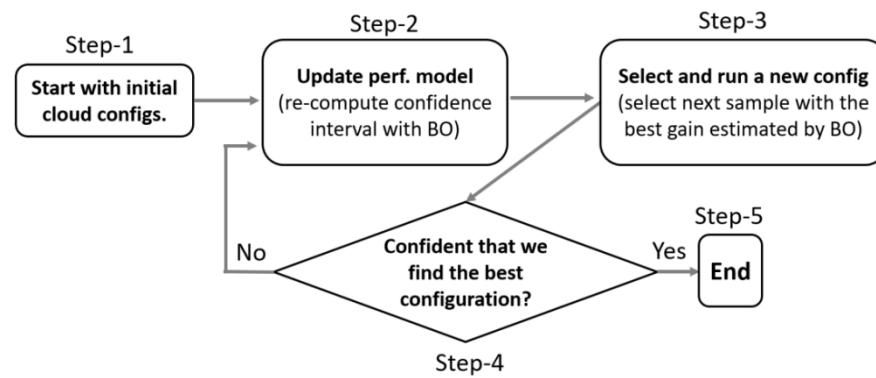 Step-1
Start with initial
cloud configs.
Step-2
Update perf. model
(re-compute confidence
interval with BO)
Step-3
Select and run a new config
(select next sample with the
best gain estimated by BO)
No
Confident that we
find the best
configuration?
Step-4
Yes
Step-5
End